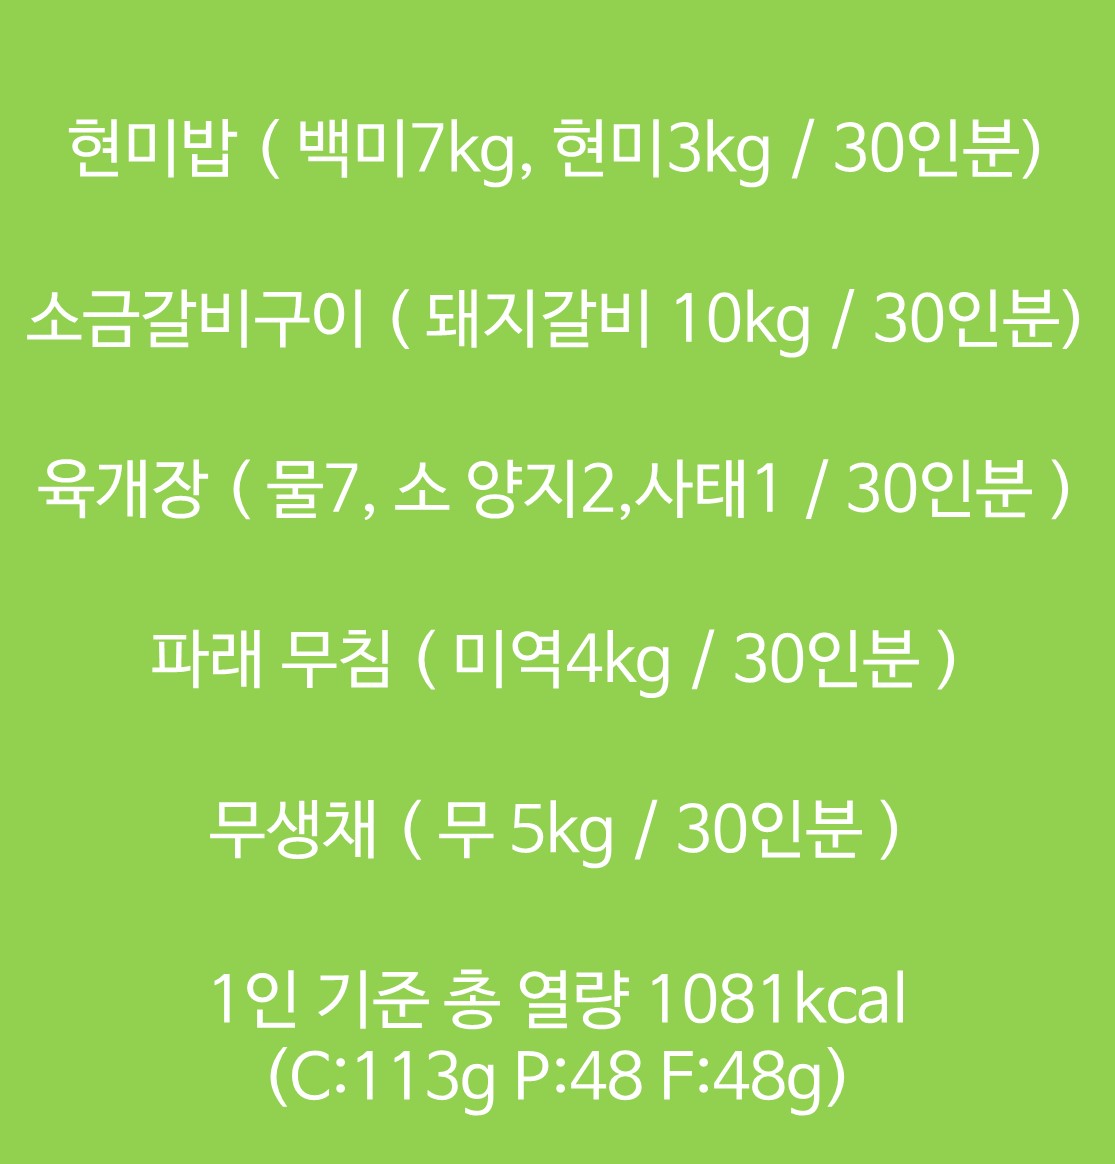 현미밥 ( 백미7kg, 현미3kg / 30인분)
소금갈비구이 ( 돼지갈비 10kg / 30인분)
육개장 ( 물7, 소 양지2,사태1 / 30인분 )
파래 무침 ( 미역4kg / 30인분 )
무생채 ( 무 5kg / 30인분 )
1인 기준 총 열량 1081kcal
(C:113g P:48 F:48g)